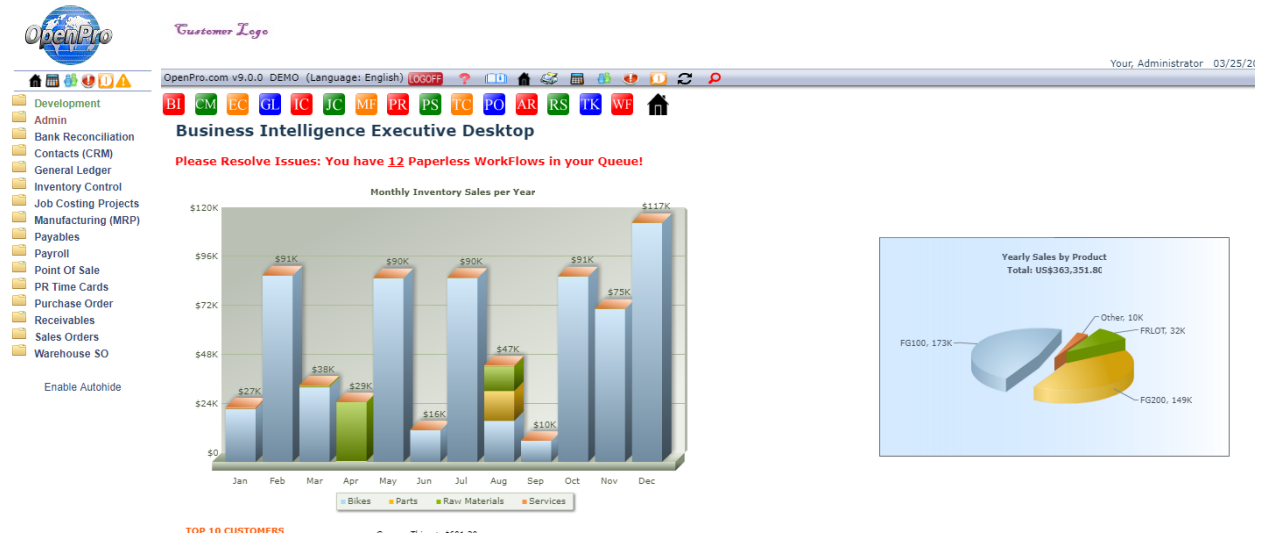 OpenPro
Customer Logo
Your, Administrator 03/25/20
OpenPro.com v9.0.0 DEMO (Language: English) LOGOFF
BI CM EC GL IC JC MF PR PS TC PO AR RS TK WF
Development
Admin
Bank Reconciliation
Contacts (CRM)
General Ledger
Inventory Control
Job Costing Projects
Manufacturing (MRP)
Payables
Payroll
Point Of Sale
PR Time Cards
Purchase Order
Receivables
Sales Orders
Warehouse SO
Enable Autohide
Business Intelligence Executive Desktop
Please Resolve Issues: You have 12 Paperless WorkFlows in your Queue!
Monthly Inventory Sales per Year
$120K
$96K
$72K
$48K
$24K
$0
$27K
$91K
$38K
$29K
$90K
$16K
$90K
$47K
$10K
$91K
$75K
$117K
Jan Feb Mar Apr May Jun Jul Aug Sep Oct Nov Dec
Bikes Parts Raw Materials Services
Yearly Sales by Product
Total: US$363,351.80
Other, 10K
FRLOT, 32K
FG100, 173K
FG200, 149K
TOP 10 CUSTOMERS